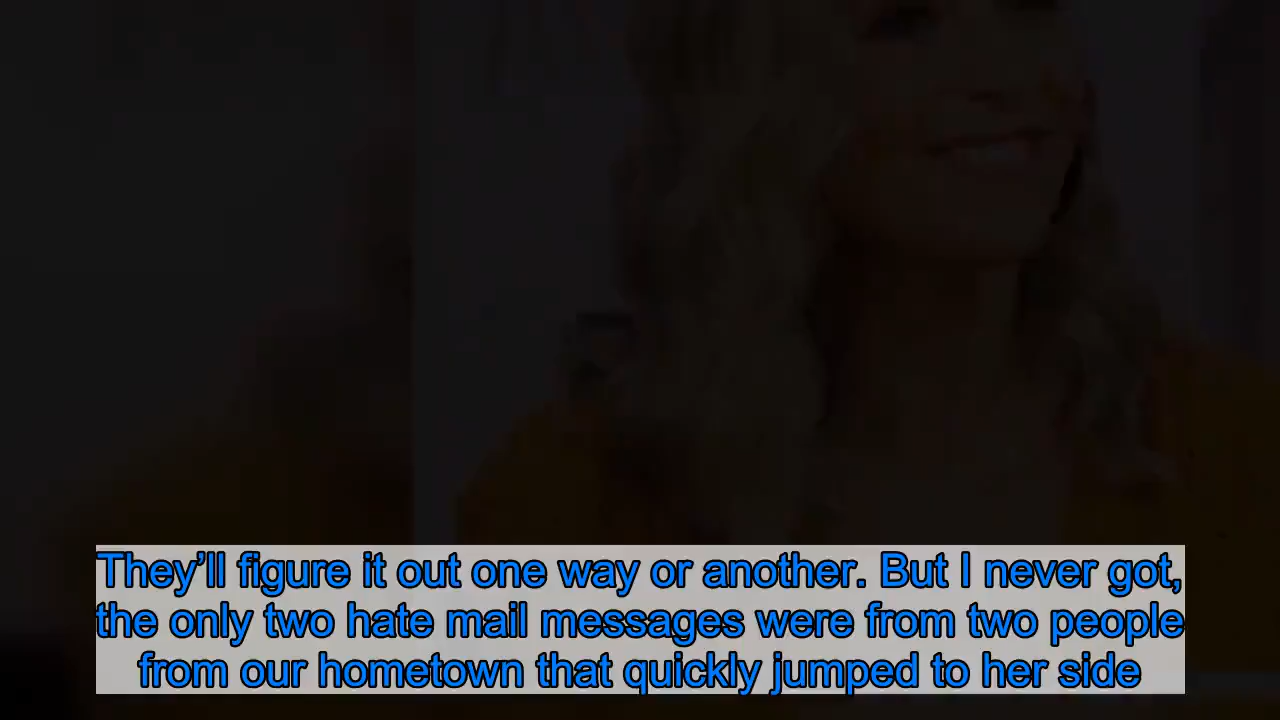 They’ll figure it out one way or another. But I never got,
the only two hate mail messages were from two people
from our hometown that quickly jumped to her side